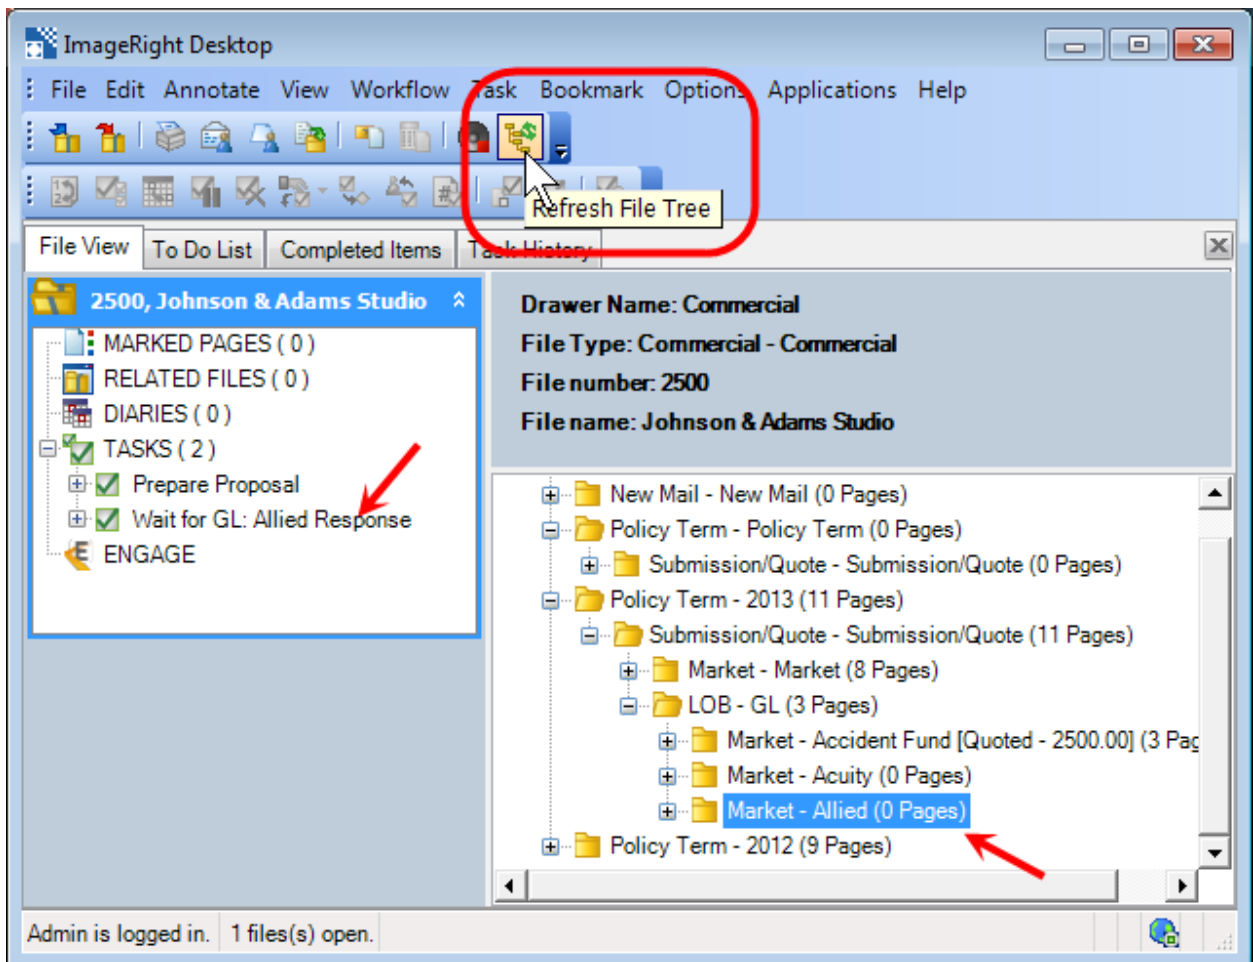 ImageRight Desktop
File Edit Annotate View Workflow Task Bookmark Options Applications Help
Refresh File Tree
File View To Do List Completed Items Task History
2500, Johnson & Adams Studio
MARKED PAGES ( 0 )
RELATED FILES ( 0 )
DIARIES ( 0 )
TASKS ( 2 )
Prepare Proposal
Wait for GL: Allied Response
ENGAGE
Drawer Name: Commercial
File Type: Commercial - Commercial
File number: 2500
File name: Johnson & Adams Studio
New Mail - New Mail (0 Pages)
Policy Term - Policy Term (0 Pages)
Submission/Quote - Submission/Quote (0 Pages)
Policy Term - 2013 (11 Pages)
Submission/Quote - Submission/Quote (11 Pages)
Market - Market (8 Pages)
LOB - GL (3 Pages)
Market - Accident Fund [Quoted - 2500.00] (3 Pag
Market - Acuity (0 Pages)
Market - Allied (0 Pages)
Policy Term - 2012 (9 Pages)
Admin is logged in. 1 files(s) open.